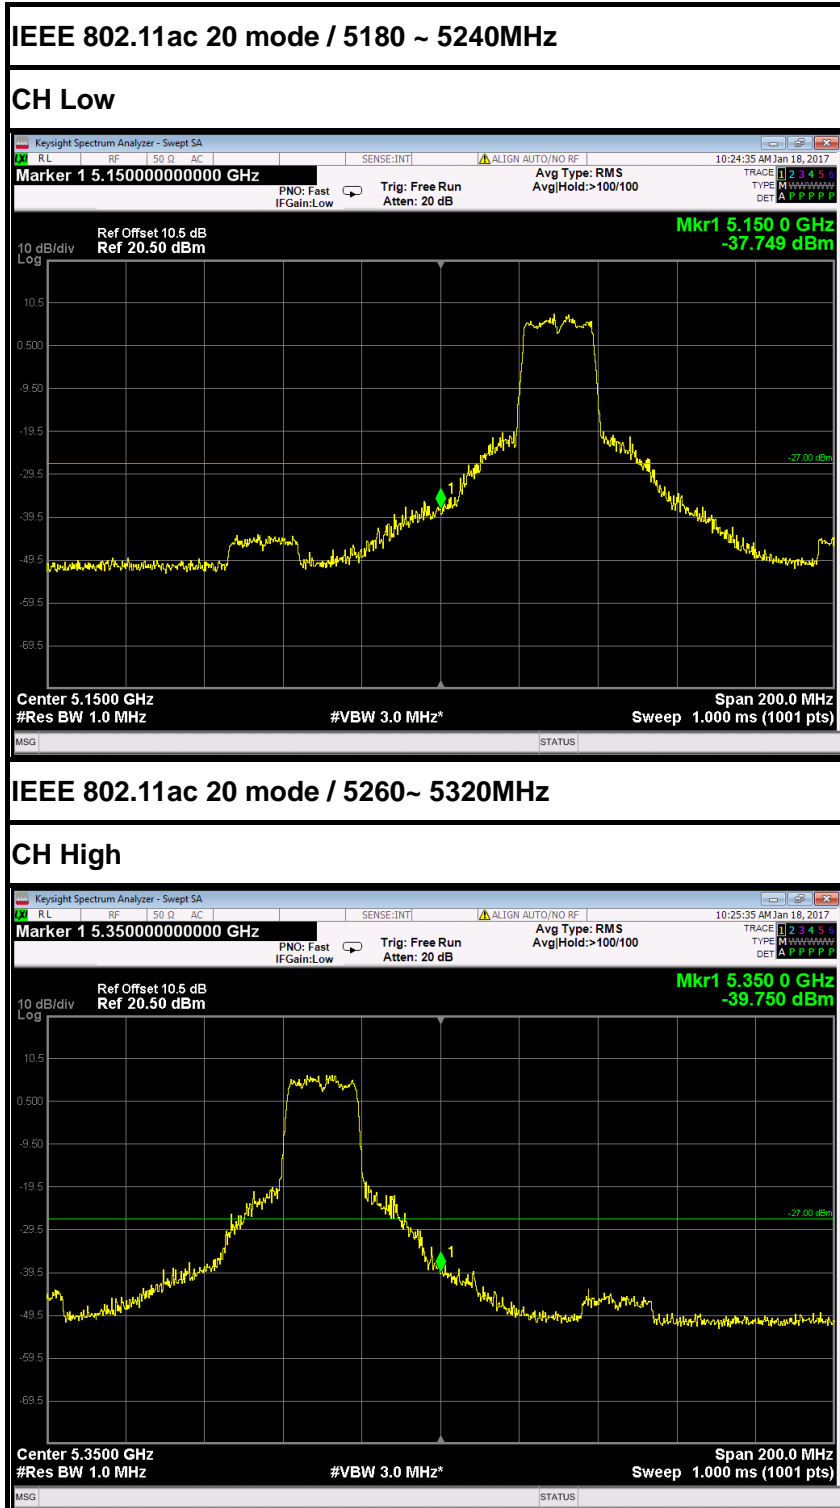 IEEE 802.11ac 20 mode / 5180 ~ 5240MHz
CH Low
Keysight Spectrum Analyzer - Swept SA
LXI RL RF 50 Ω AC SENSE:INT ALIGN AUTO/NO RF 10:24:35 AM Jan 18, 2017
Marker 1 5.150000000000 GHz
PNO: Fast
IFGain:Low
Trig: Free Run
Atten: 20 dB
Avg Type: RMS
Avg|Hold:>100/100
TRACE 1 2 3 4 5 6
TYPE M WWWWW
DET A P P P P P
Mkr1 5.150 0 GHz
-37.749 dBm
Ref Offset 10.5 dB
10 dB/div Ref 20.50 dBm
Log
10.5
0.500
-9.50
-19.5
-27.00 dBm
-29.5
1
-39.5
-49.5
-59.5
-69.5
Center 5.1500 GHz Span 200.0 MHz
#Res BW 1.0 MHz #VBW 3.0 MHz* Sweep 1.000 ms (1001 pts)
MSG STATUS
IEEE 802.11ac 20 mode / 5260~ 5320MHz
CH High
Keysight Spectrum Analyzer - Swept SA
LXI RL RF 50 Ω AC SENSE:INT ALIGN AUTO/NO RF 10:25:35 AM Jan 18, 2017
Marker 1 5.350000000000 GHz
PNO: Fast
IFGain:Low
Trig: Free Run
Atten: 20 dB
Avg Type: RMS
Avg|Hold:>100/100
TRACE 1 2 3 4 5 6
TYPE M WWWWW
DET A P P P P P
Mkr1 5.350 0 GHz
-39.750 dBm
Ref Offset 10.5 dB
10 dB/div Ref 20.50 dBm
Log
10.5
0.500
-9.50
-19.5
-27.00 dBm
-29.5
1
-39.5
-49.5
-59.5
-69.5
Center 5.3500 GHz Span 200.0 MHz
#Res BW 1.0 MHz #VBW 3.0 MHz* Sweep 1.000 ms (1001 pts)
MSG STATUS